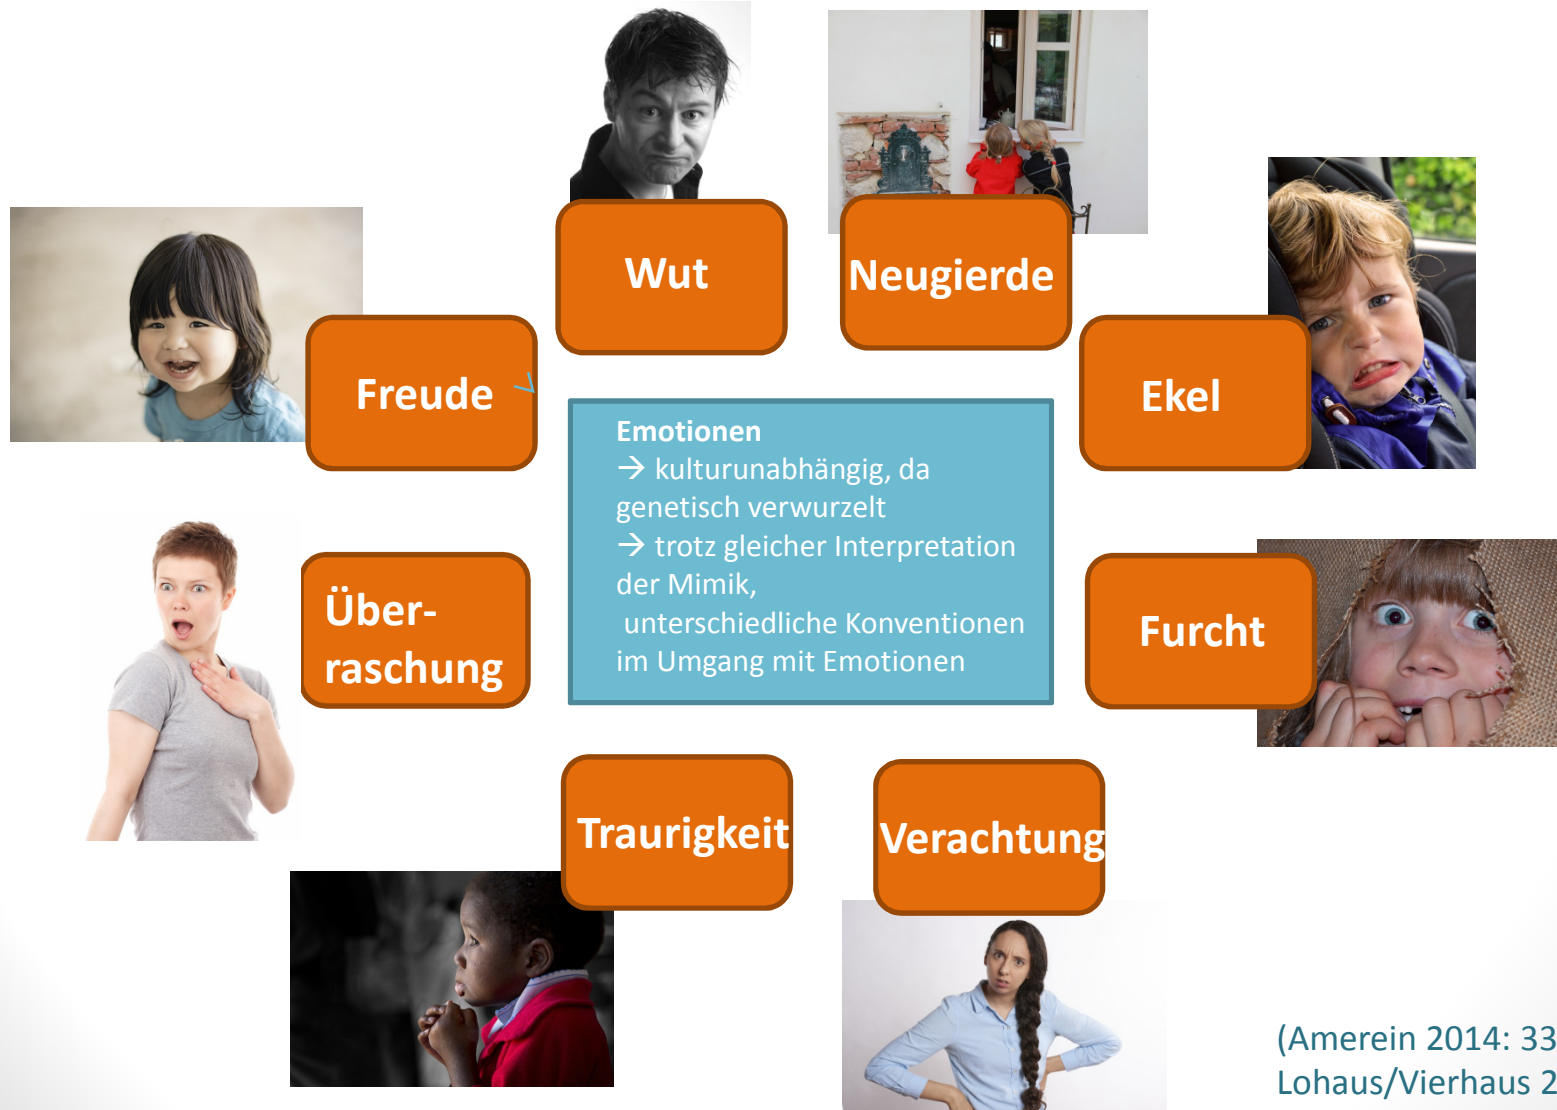 Wut
Neugierde
Freude
Ekel
Emotionen
→ kulturunabhängig, da
genetisch verwurzelt
→ trotz gleicher Interpretation
der Mimik,
unterschiedliche Konventionen
im Umgang mit Emotionen
Über-
raschung
Furcht
Traurigkeit
Verachtung
(Amerein 2014: 33
Lohaus/Vierhaus 2